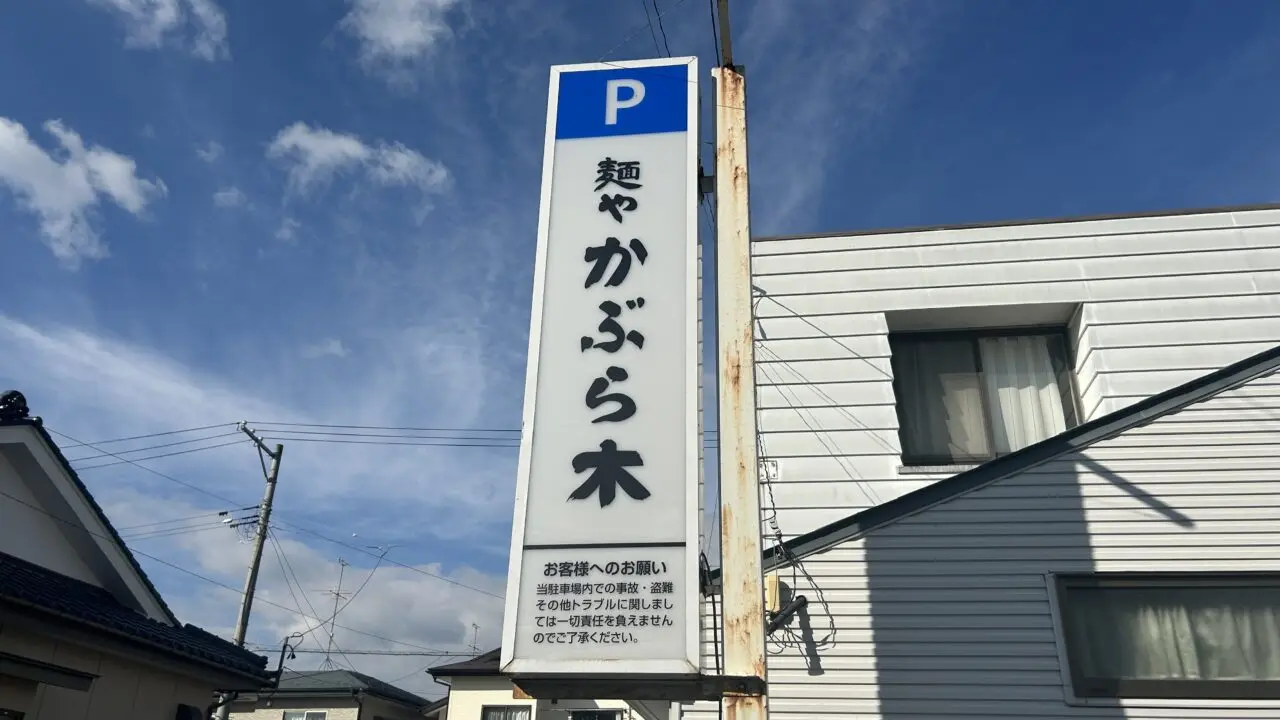 P
麺や
かぶら木
お客様へのお願い
当駐車場内での事故・盗難
その他トラブルに関しまし
ては一切責任を負えません
のでご了承ください。